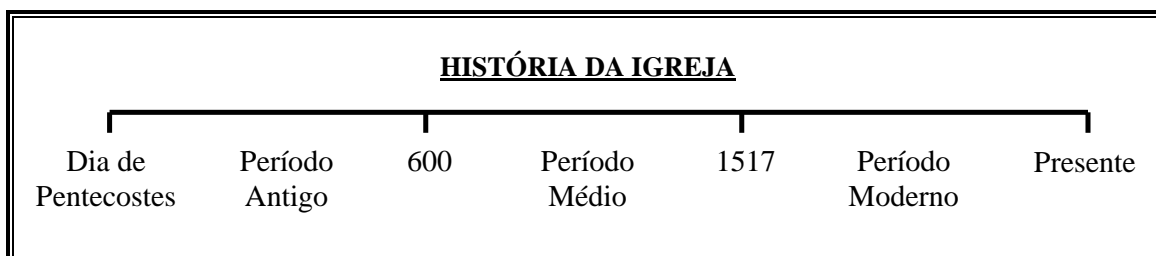 HISTÓRIA DA IGREJA
Dia de Período 600 Período 1517 Período Presente
Pentecostes Antigo Médio Moderno